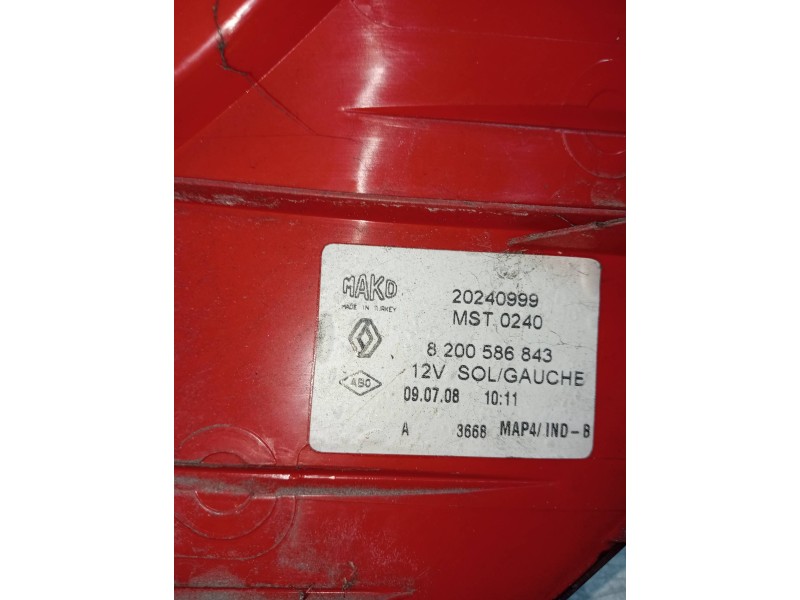 MAKO
MADE IN TURKEY
20240999
MST 0240
8 200 586 843
12V SOL/GAUCHE
09.07.08 10:11
A 3668 MAP4/IND-B